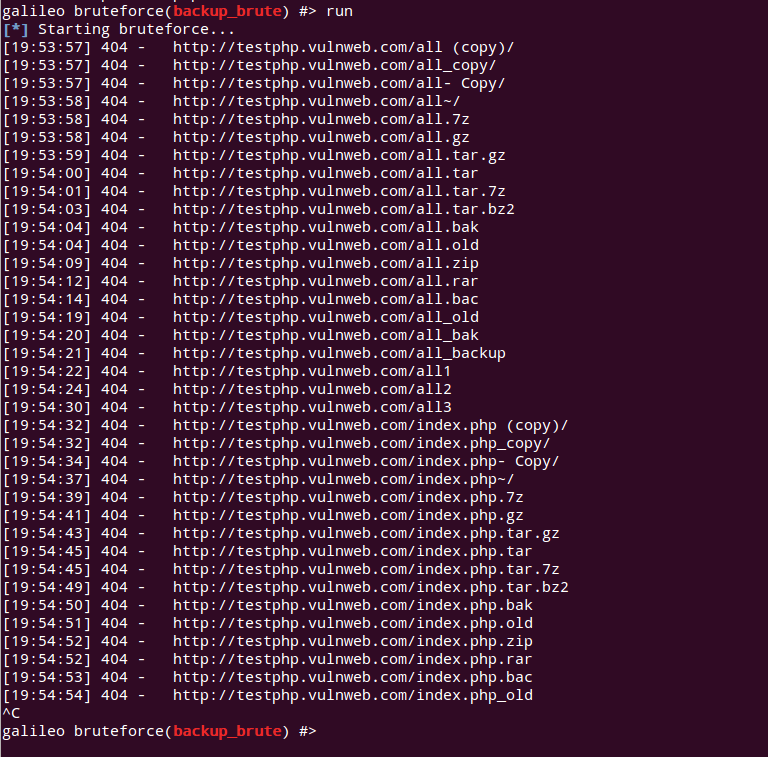 galileo bruteforce(backup_brute) #> run
[*] Starting bruteforce...
[19:53:57] 404 -   http://testphp.vulnweb.com/all (copy)/
[19:53:57] 404 -   http://testphp.vulnweb.com/all_copy/
[19:53:57] 404 -   http://testphp.vulnweb.com/all- Copy/
[19:53:58] 404 -   http://testphp.vulnweb.com/all~/
[19:53:58] 404 -   http://testphp.vulnweb.com/all.7z
[19:53:58] 404 -   http://testphp.vulnweb.com/all.gz
[19:53:59] 404 -   http://testphp.vulnweb.com/all.tar.gz
[19:54:00] 404 -   http://testphp.vulnweb.com/all.tar
[19:54:01] 404 -   http://testphp.vulnweb.com/all.tar.7z
[19:54:03] 404 -   http://testphp.vulnweb.com/all.tar.bz2
[19:54:04] 404 -   http://testphp.vulnweb.com/all.bak
[19:54:04] 404 -   http://testphp.vulnweb.com/all.old
[19:54:09] 404 -   http://testphp.vulnweb.com/all.zip
[19:54:12] 404 -   http://testphp.vulnweb.com/all.rar
[19:54:14] 404 -   http://testphp.vulnweb.com/all.bac
[19:54:19] 404 -   http://testphp.vulnweb.com/all_old
[19:54:20] 404 -   http://testphp.vulnweb.com/all_bak
[19:54:21] 404 -   http://testphp.vulnweb.com/all_backup
[19:54:22] 404 -   http://testphp.vulnweb.com/all1
[19:54:24] 404 -   http://testphp.vulnweb.com/all2
[19:54:30] 404 -   http://testphp.vulnweb.com/all3
[19:54:32] 404 -   http://testphp.vulnweb.com/index.php (copy)/
[19:54:32] 404 -   http://testphp.vulnweb.com/index.php_copy/
[19:54:34] 404 -   http://testphp.vulnweb.com/index.php- Copy/
[19:54:37] 404 -   http://testphp.vulnweb.com/index.php~/
[19:54:39] 404 -   http://testphp.vulnweb.com/index.php.7z
[19:54:41] 404 -   http://testphp.vulnweb.com/index.php.gz
[19:54:43] 404 -   http://testphp.vulnweb.com/index.php.tar.gz
[19:54:45] 404 -   http://testphp.vulnweb.com/index.php.tar
[19:54:45] 404 -   http://testphp.vulnweb.com/index.php.tar.7z
[19:54:49] 404 -   http://testphp.vulnweb.com/index.php.tar.bz2
[19:54:50] 404 -   http://testphp.vulnweb.com/index.php.bak
[19:54:51] 404 -   http://testphp.vulnweb.com/index.php.old
[19:54:52] 404 -   http://testphp.vulnweb.com/index.php.zip
[19:54:52] 404 -   http://testphp.vulnweb.com/index.php.rar
[19:54:53] 404 -   http://testphp.vulnweb.com/index.php.bac
[19:54:54] 404 -   http://testphp.vulnweb.com/index.php_old
^C
galileo bruteforce(backup_brute) #>